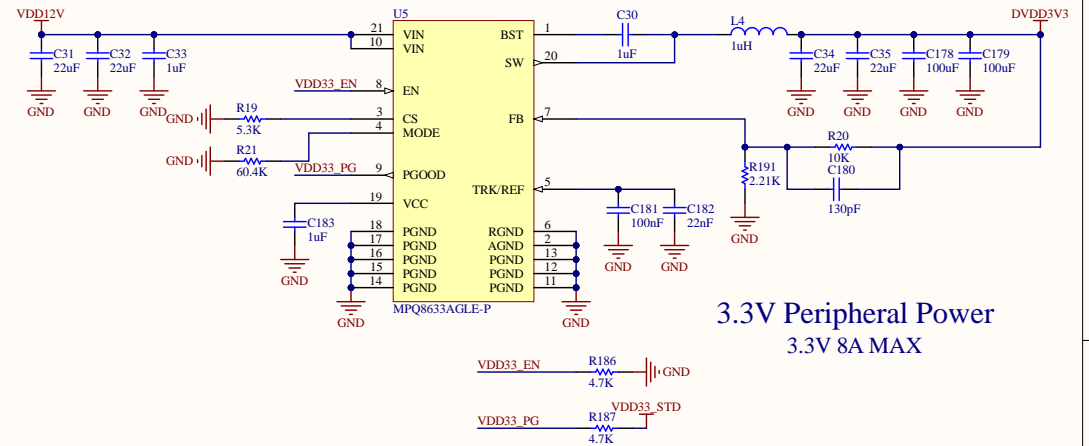 VDD12V
C31
22uF
GND
C32
22uF
GND
C33
1uF
GND
U5
21 VIN
10 VIN
VDD33_EN 8 EN
GND R19 5.3K 3 CS
GND R21 60.4K 4 MODE
VDD33_PG 9 PGOOD
19 VCC
C183
1uF
GND
18 PGND
17 PGND
16 PGND
15 PGND
14 PGND
GND
BST 1
SW 20
FB 7
TRK/REF 5
RGND 6
AGND 2
PGND 13
PGND 12
PGND 11
GND
MPQ8633AGLE-P
C30
1uF
L4
1uH
DVDD3V3
C34
22uF
GND
C35
22uF
GND
C178
100uF
GND
C179
100uF
GND
R20
10K
C180
130pF
R191
2.21K
GND
C181
100nF
GND
C182
22nF
GND
3.3V Peripheral Power
3.3V 8A MAX
VDD33_EN R186 4.7K GND
VDD33_PG R187 4.7K VDD33_STD